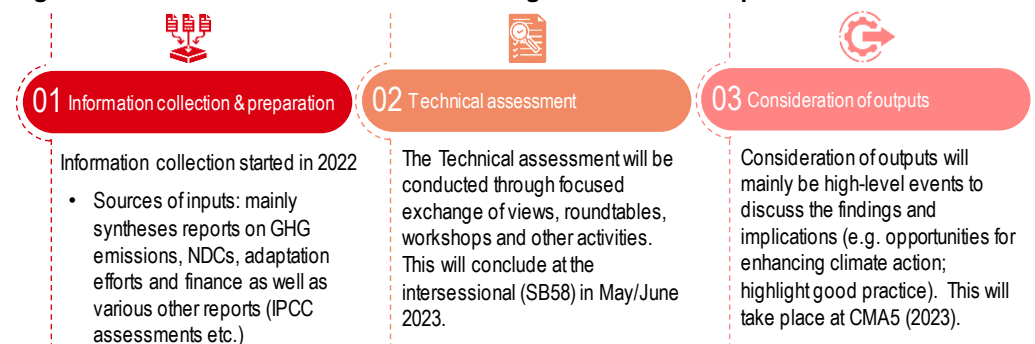 01 Information collection & preparation
Information collection started in 2022
• Sources of inputs: mainly
syntheses reports on GHG
emissions, NDCs, adaptation
efforts and finance as well as
various other reports (IPCC
assessments etc.)
02 Technical assessment
The Technical assessment will be
conducted through focused
exchange of views, roundtables,
workshops and other activities.
This will conclude at the
intersessional (SB58) in May/June
2023.
03 Consideration of outputs
Consideration of outputs will
mainly be high-level events to
discuss the findings and
implications (e.g. opportunities for
enhancing climate action;
highlight good practice). This will
take place at CMA5 (2023).